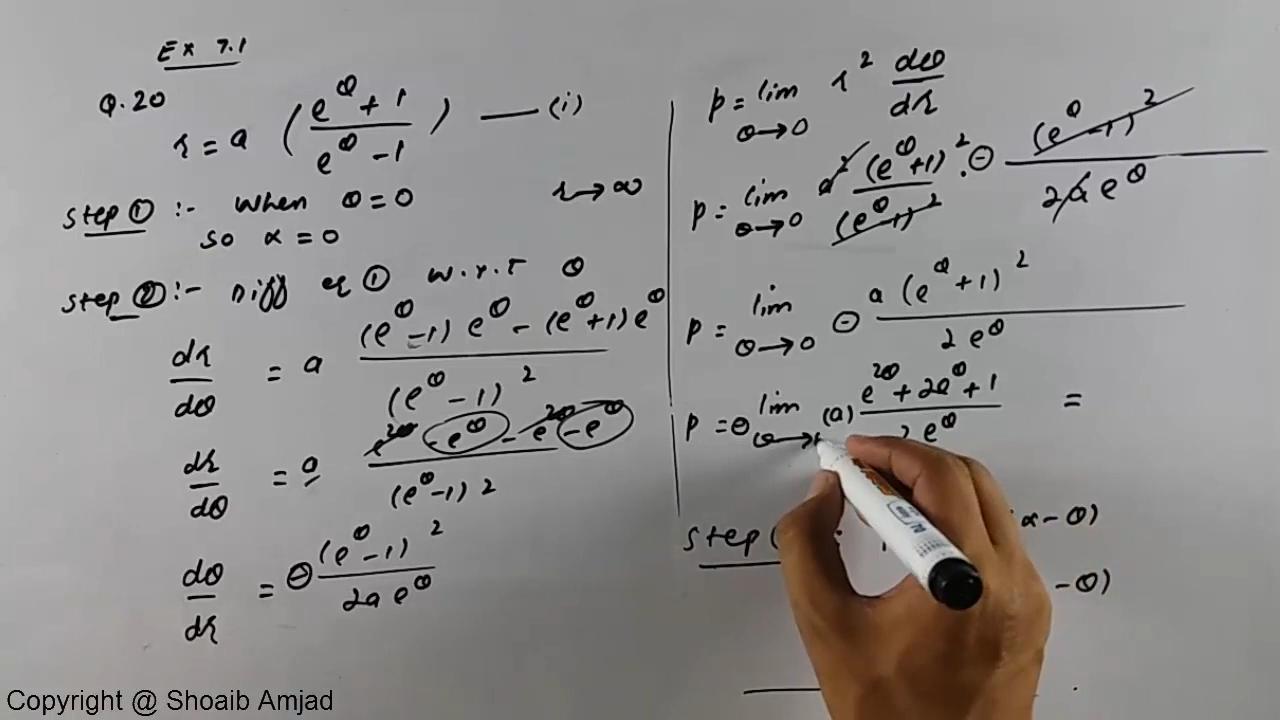 Ex 7.1
Q.20
r = a ( (e^θ + 1) / (e^θ - 1) ) — (i)
Step ① :- When θ = 0 r → ∞
so α = 0
Step ② :- Diff eq ① w.r.t θ
dr/dθ = a ((e^θ - 1) e^θ - (e^θ + 1) e^θ) / (e^θ - 1)^2
dr/dθ = a (e^2θ - e^θ - e^2θ - e^θ) / (e^θ - 1)^2
dθ/dr = ⊖ (e^θ - 1)^2 / (2a e^θ)
p = lim θ→0 r^2 dθ/dr
p = lim θ→0 a^2 (e^θ + 1)^2 / (e^θ - 1)^2 . ⊖ (e^θ - 1)^2 / (2a e^θ)
p = lim θ→0 ⊖ a (e^θ + 1)^2 / (2 e^θ)
p = ⊖ lim (a) (e^2θ + 2e^θ + 1) / (2 e^θ) =
Step
α - θ)
- θ)
Copyright @ Shoaib Amjad